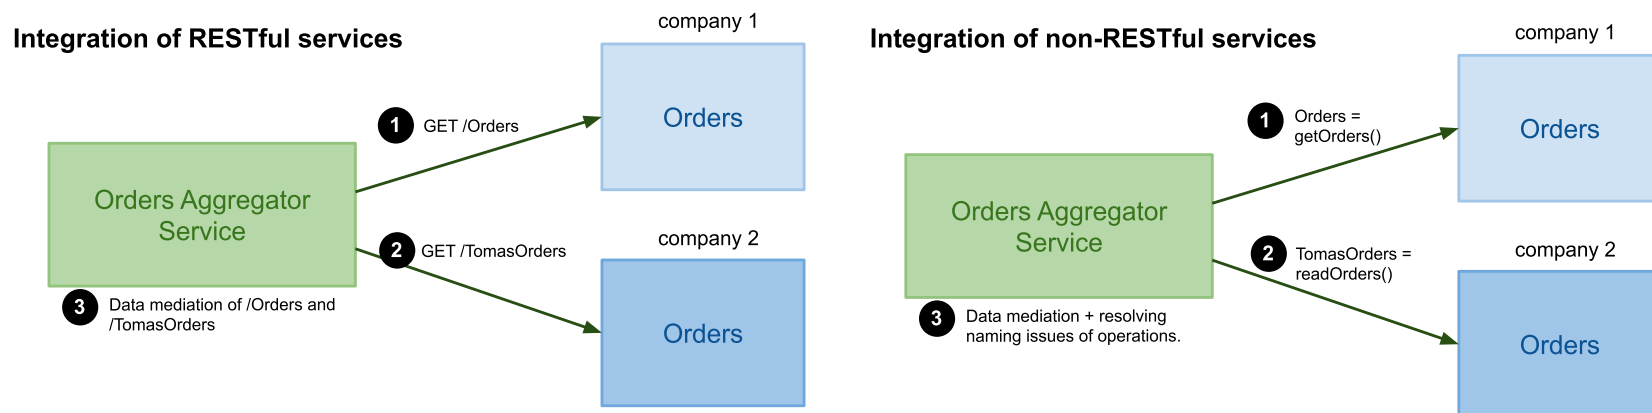 Integration of RESTful services
company 1
Orders
1
GET /Orders
Orders Aggregator
Service
2
GET /TomasOrders
company 2
Orders
3
Data mediation of /Orders and
/TomasOrders
Integration of non-RESTful services
company 1
Orders
1
Orders =
getOrders()
Orders Aggregator
Service
2
TomasOrders =
readOrders()
company 2
Orders
3
Data mediation + resolving
naming issues of operations.